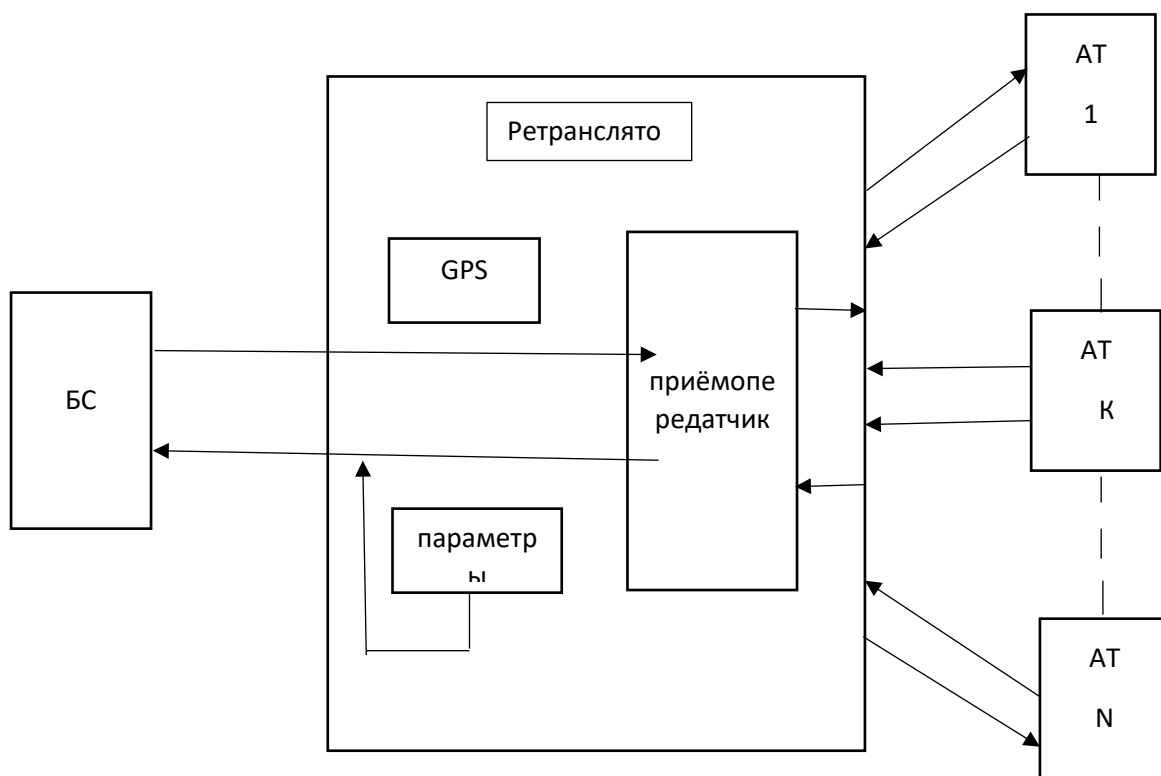 АТ
1
Ретранслято
GPS
БС
приёмопе
редатчик
АТ
К
параметр
ы
АТ
N